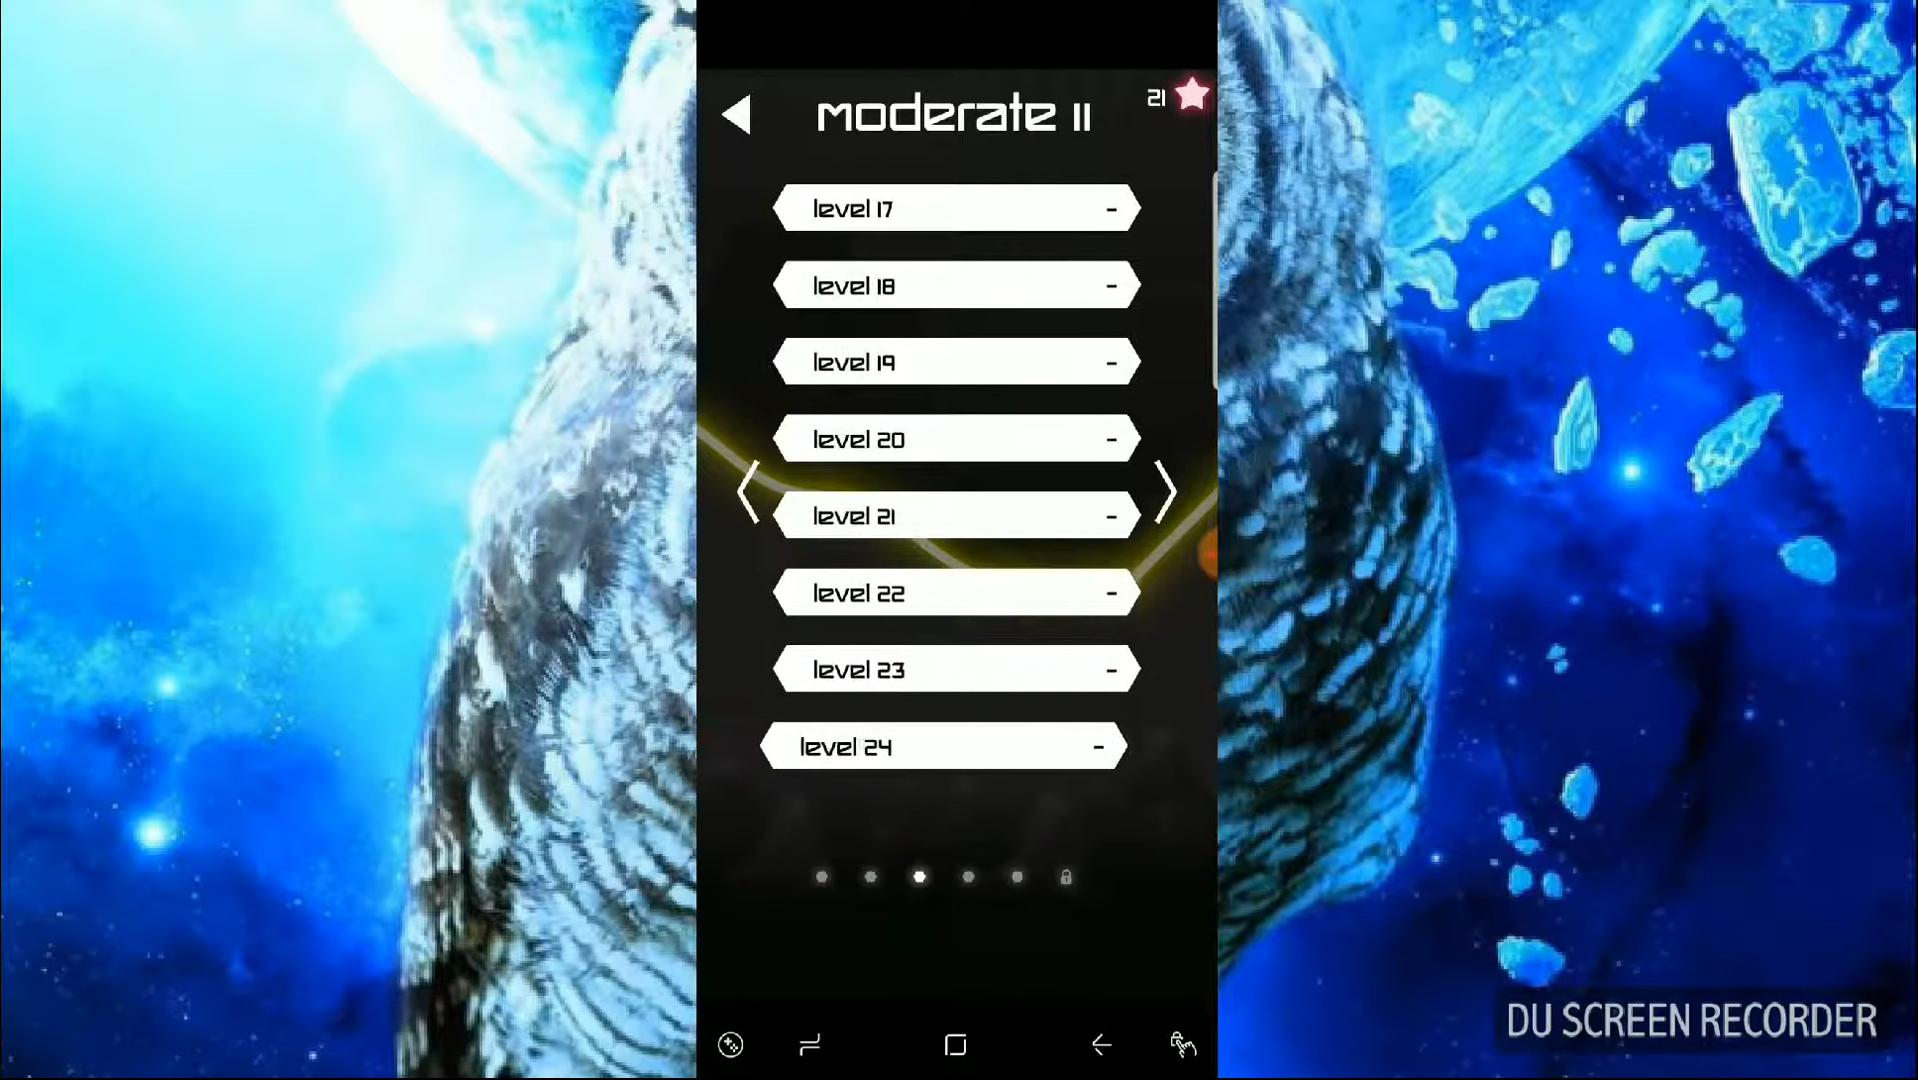 moderate II
21
level 17 -
level 18 -
level 19 -
level 20 -
level 21 -
level 22 -
level 23 -
level 24 -
DU SCREEN RECORDER